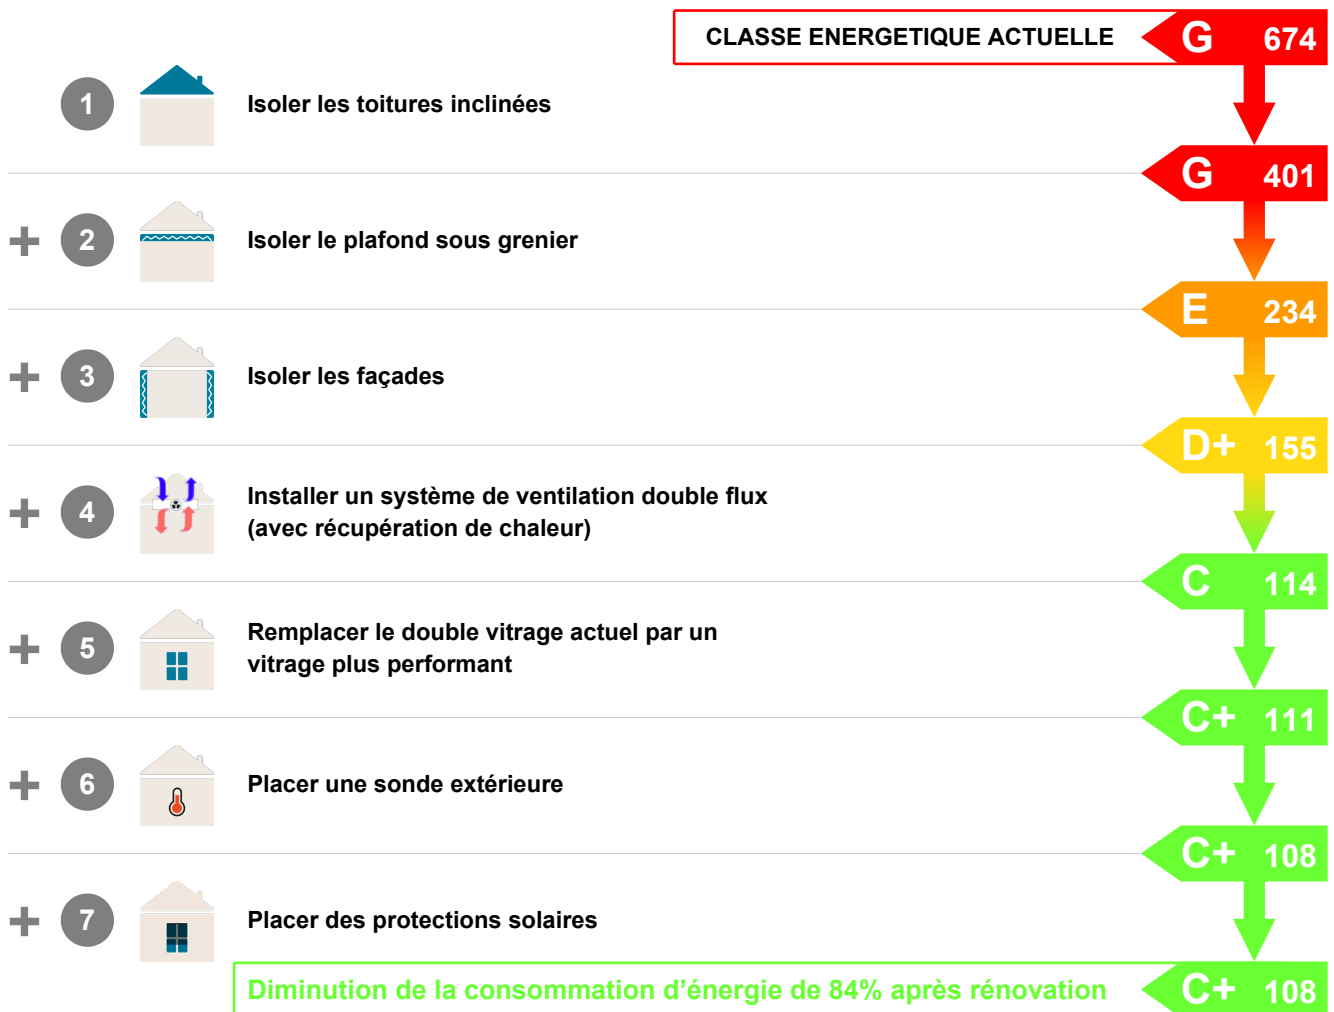 CLASSE ENERGETIQUE ACTUELLE G 674
1 Isoler les toitures inclinées
G 401
+ 2 Isoler le plafond sous grenier
E 234
+ 3 Isoler les façades
D+ 155
+ 4 Installer un système de ventilation double flux
(avec récupération de chaleur)
C 114
+ 5 Remplacer le double vitrage actuel par un
vitrage plus performant
C+ 111
+ 6 Placer une sonde extérieure
C+ 108
+ 7 Placer des protections solaires
Diminution de la consommation d’énergie de 84% après rénovation C+ 108